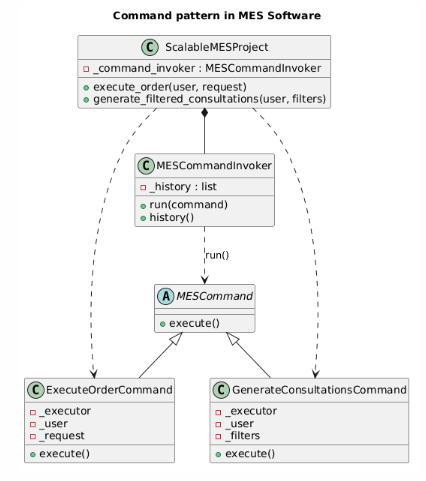 Command pattern in MES Software
C ScalableMESProject
_command_invoker : MESCommandInvoker
execute_order(user, request)
generate_filtered_consultations(user, filters)
C MESCommandInvoker
_history : list
run(command)
history()
run()
A MESCommand
execute()
C ExecuteOrderCommand
_executor
_user
_request
execute()
C GenerateConsultationsCommand
_executor
_user
_filters
execute()